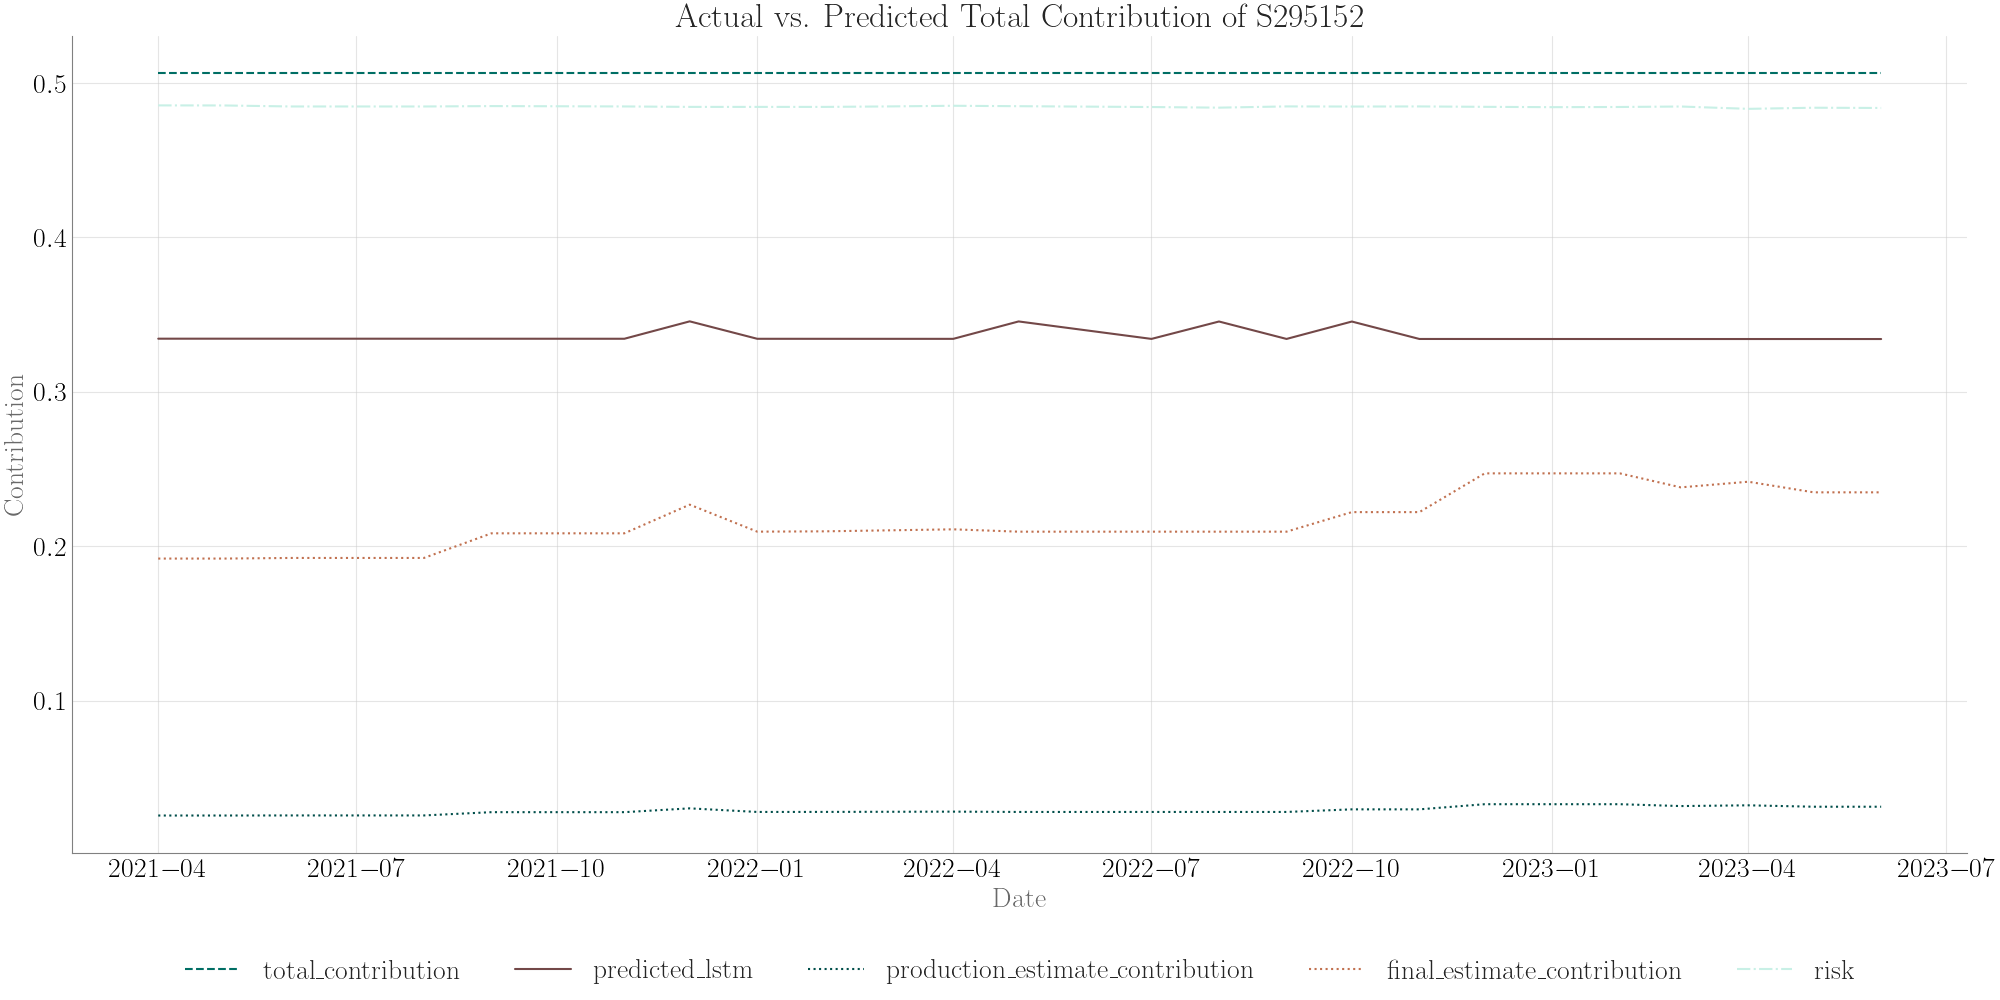 Actual vs. Predicted Total Contribution of S295152
0.5
0.4
0.3
0.2
0.1
Contribution
2021−04 2021−07 2021−10 2022−01 2022−04 2022−07 2022−10 2023−01 2023−04 2023−07
Date
total_contribution predicted_lstm production_estimate_contribution final_estimate_contribution risk